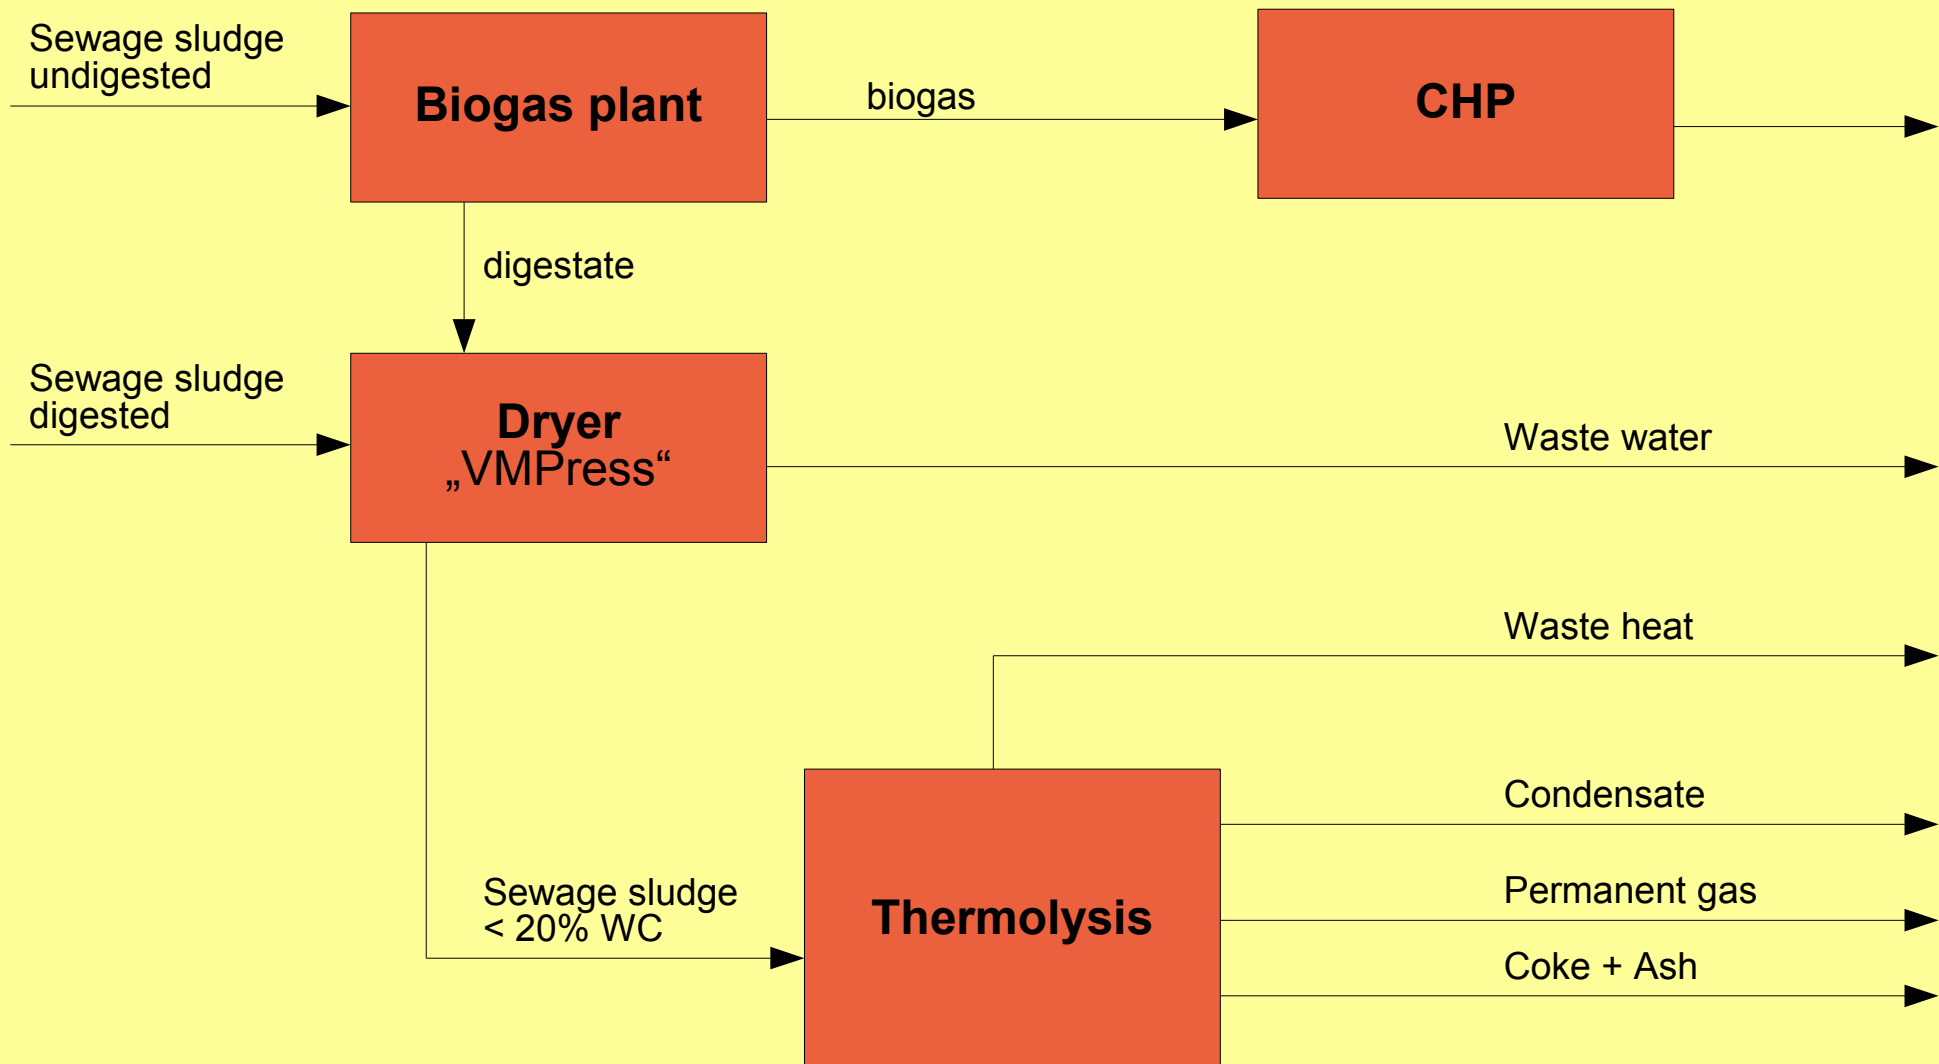 Sewage sludge
undigested
Biogas plant
biogas
CHP
digestate
Sewage sludge
digested
Dryer
„VMPress“
Waste water
Waste heat
Condensate
Sewage sludge
< 20% WC
Thermolysis
Permanent gas
Coke + Ash